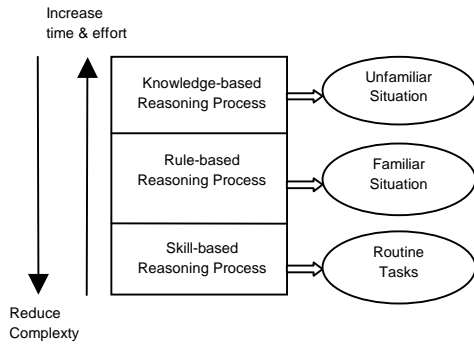 Increase
time & effort
Knowledge-based
Reasoning Process
Unfamiliar
Situation
Rule-based
Reasoning Process
Familiar
Situation
Skill-based
Reasoning Process
Routine
Tasks
Reduce
Complexty